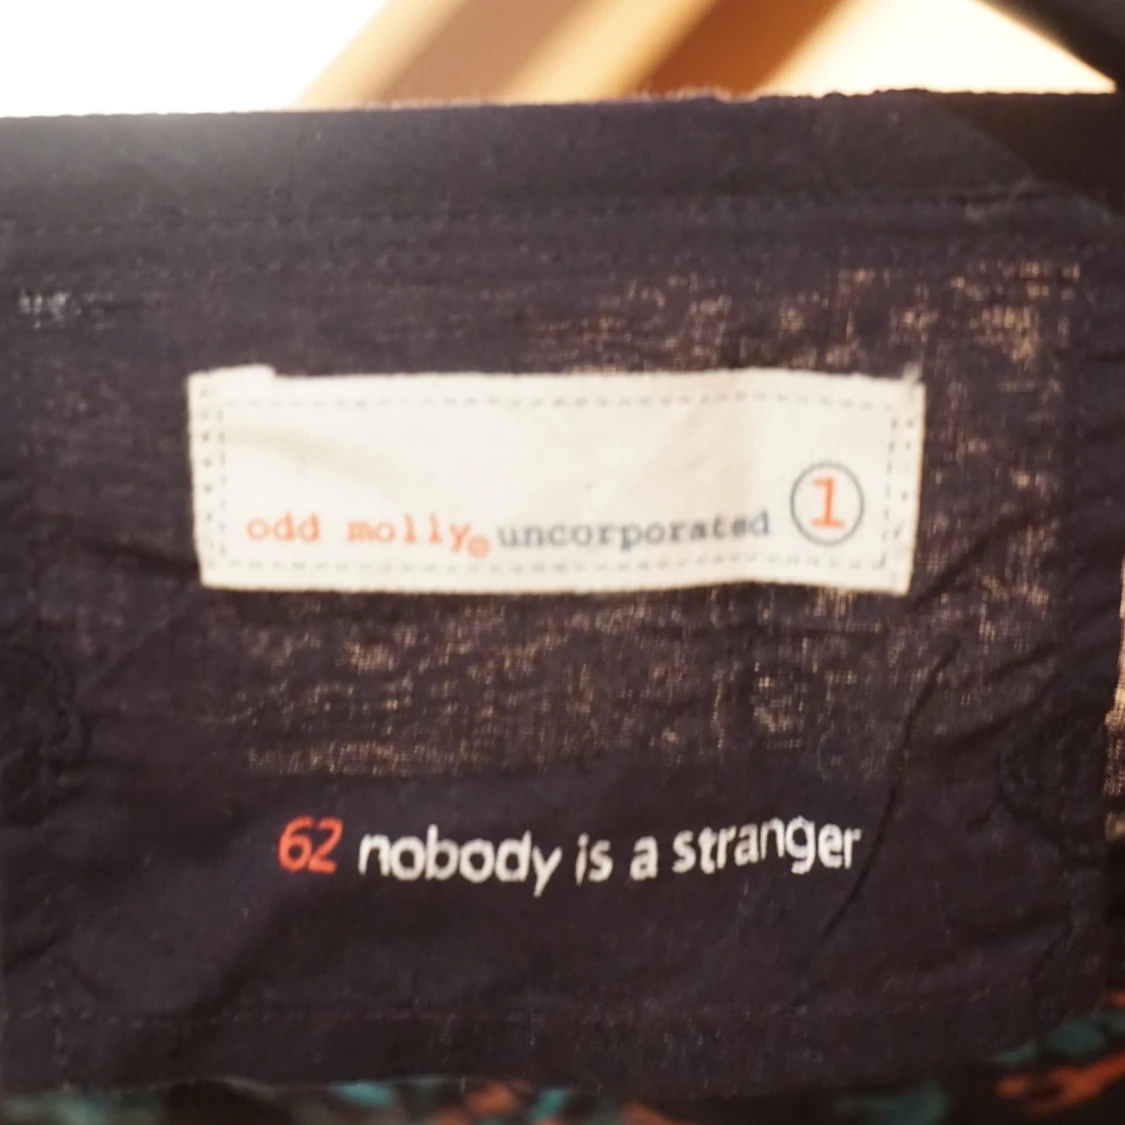 odd molly® uncorporated 1
62 nobody is a stranger